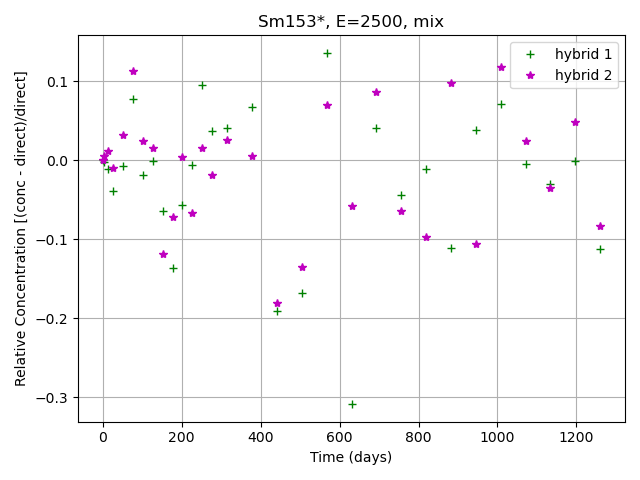 Sm153*, E=2500, mix
hybrid 1
hybrid 2
Relative Concentration [(conc - direct)/direct]
0.1
0.0
−0.1
−0.2
−0.3
0
200
400
600
800
1000
1200
Time (days)